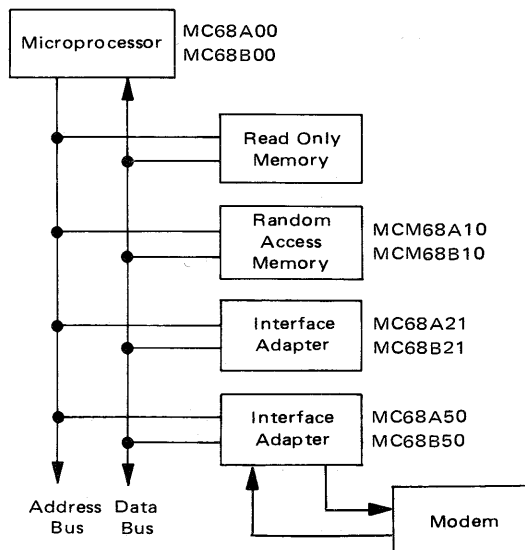 Microprocessor
MC68A00
MC68B00
Read Only
Memory
Random
Access
Memory
MCM68A10
MCM68B10
Interface
Adapter
MC68A21
MC68B21
Interface
Adapter
MC68A50
MC68B50
Address
Bus
Data
Bus
Modem